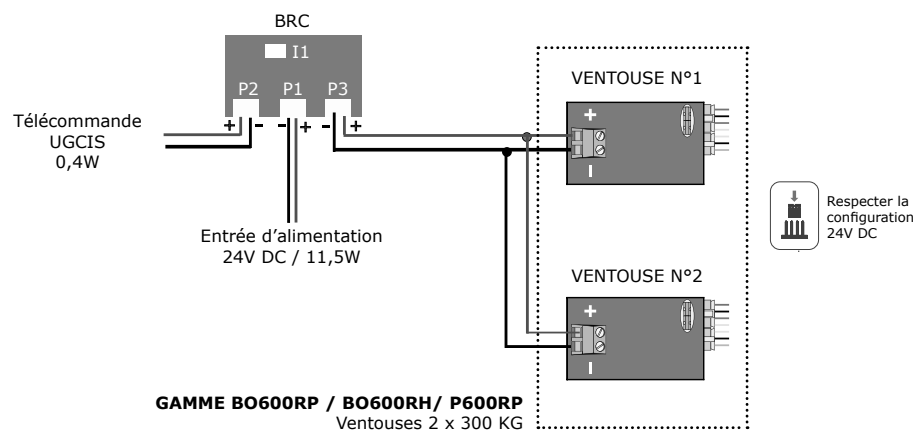 BRC
I1
P2 P1 P3
+ - - + - +
Télécommande
UGCIS
0,4W
Entrée d’alimentation
24V DC / 11,5W
VENTOUSE N°1
+
-
Respecter la
configuration
24V DC
VENTOUSE N°2
+
-
GAMME BO600RP / BO600RH/ P600RP
Ventouses 2 x 300 KG